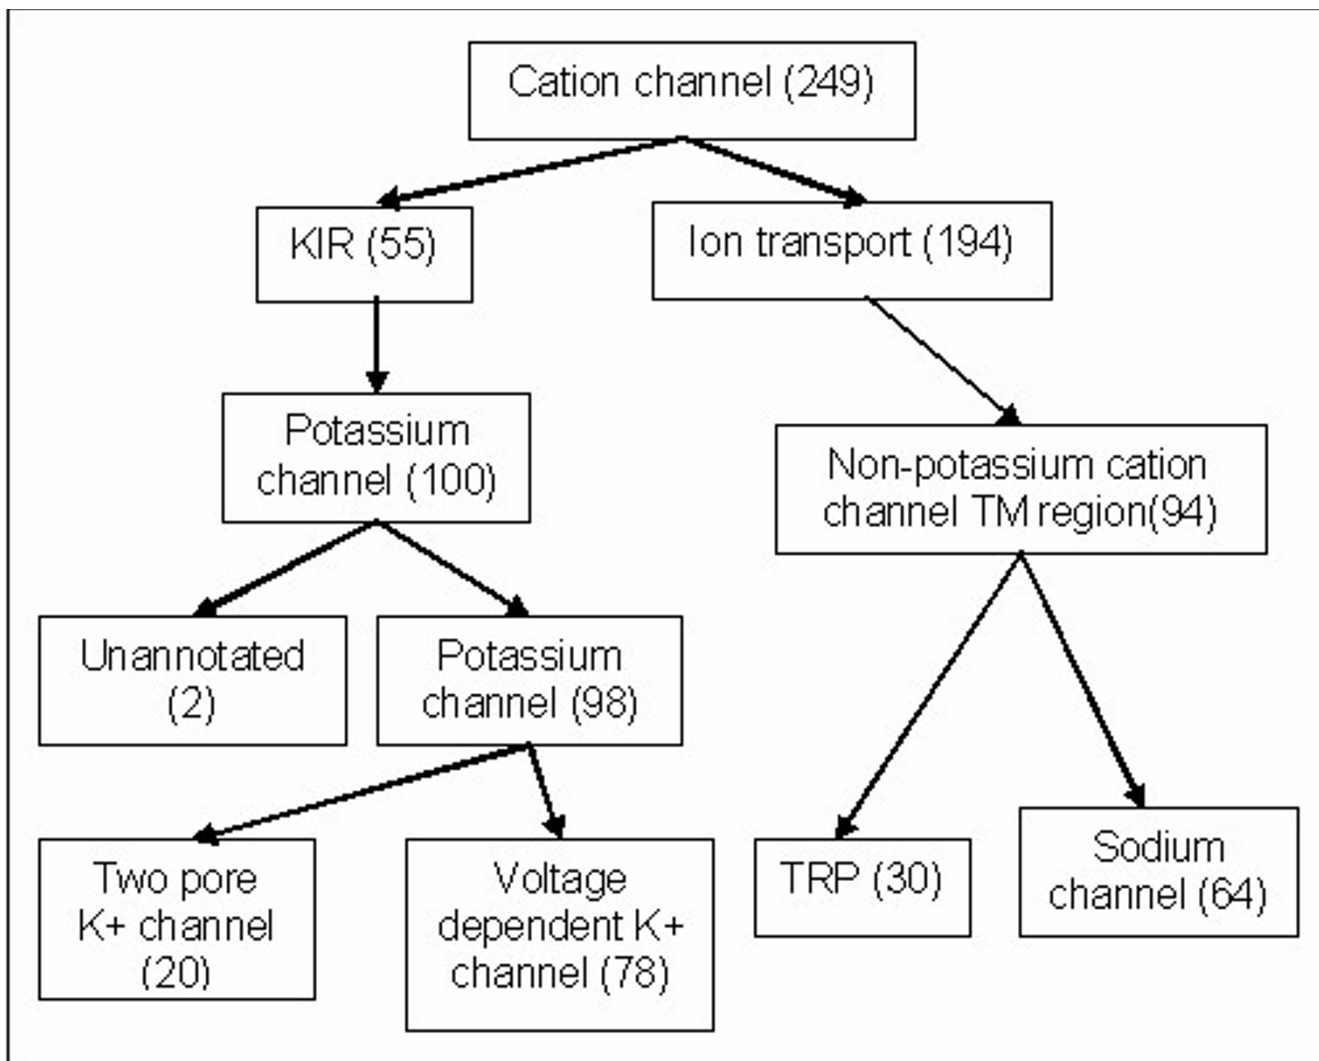 Cation channel (249)
KIR (55)
Ion transport (194)
Potassium
channel (100)
Non-potassium cation
channel TM region(94)
Unannotated
(2)
Potassium
channel (98)
Two pore
K+ channel
(20)
Voltage
dependent K+
channel (78)
TRP (30)
Sodium
channel (64)